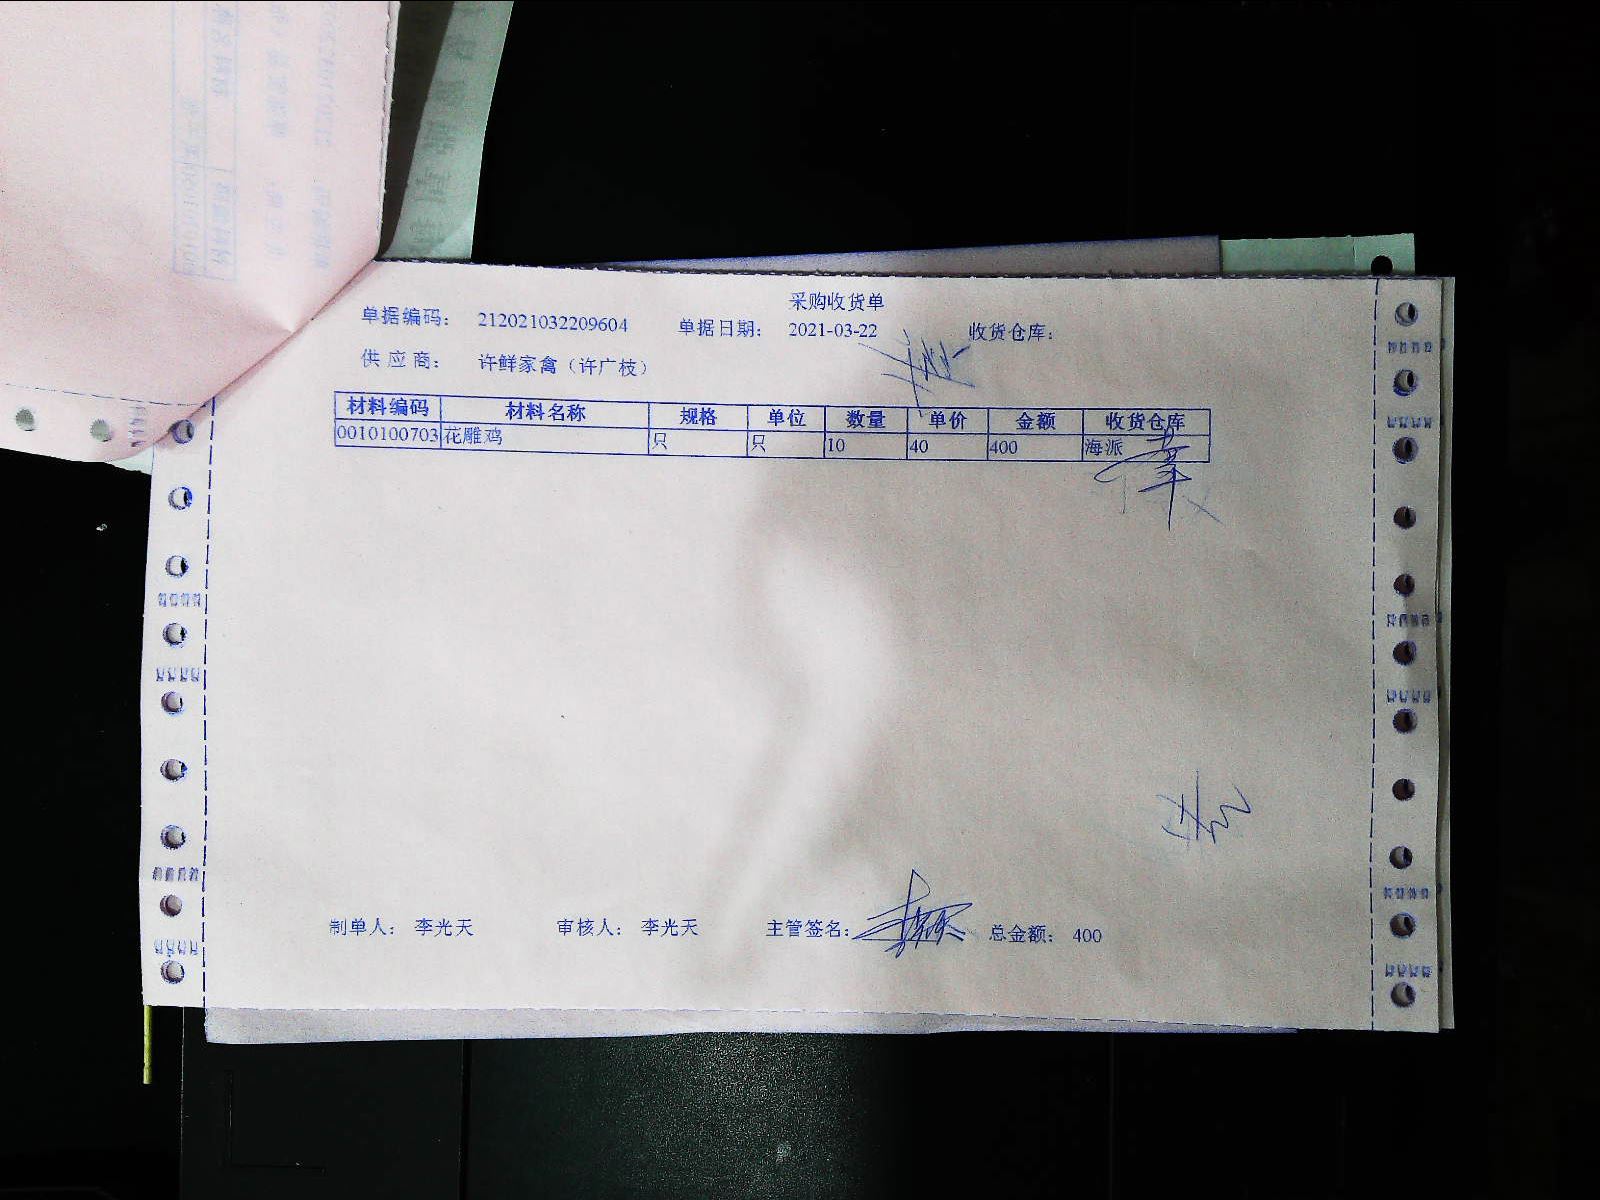 采购收货单
单据编码： 212021032209604 单据日期： 2021-03-22 收货仓库：
供应商： 许鲜家禽（许广枝）
材料编码 材料名称 规格 单位 数量 单价 金额 收货仓库
0010100703 花雕鸡 只 只 10 40 400 海派
制单人： 李光天 审核人： 李光天 主管签名： 总金额： 400